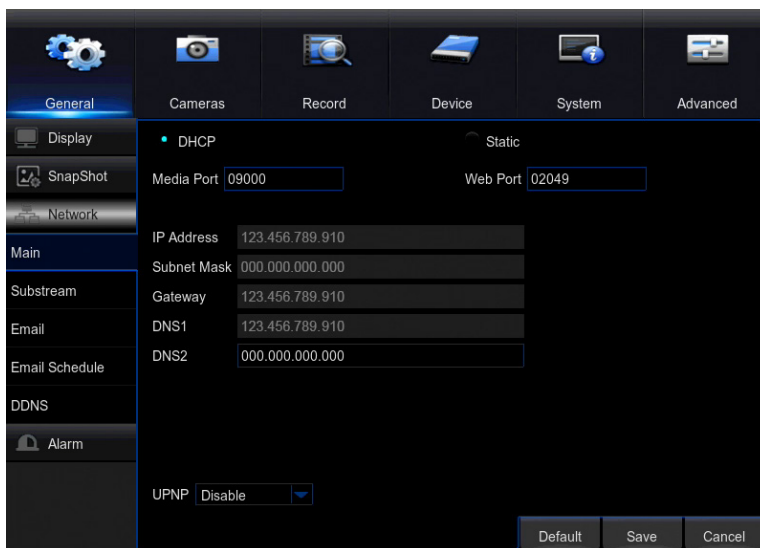 General Cameras Record Device System Advanced
Display
DHCP Static
SnapShot
Media Port 09000 Web Port 02049
Network
IP Address 123.456.789.910
Main
Subnet Mask 000.000.000.000
Substream
Gateway 123.456.789.910
Email
DNS1 123.456.789.910
DNS2 000.000.000.000
Email Schedule
DDNS
Alarm
UPNP Disable
Default Save Cancel